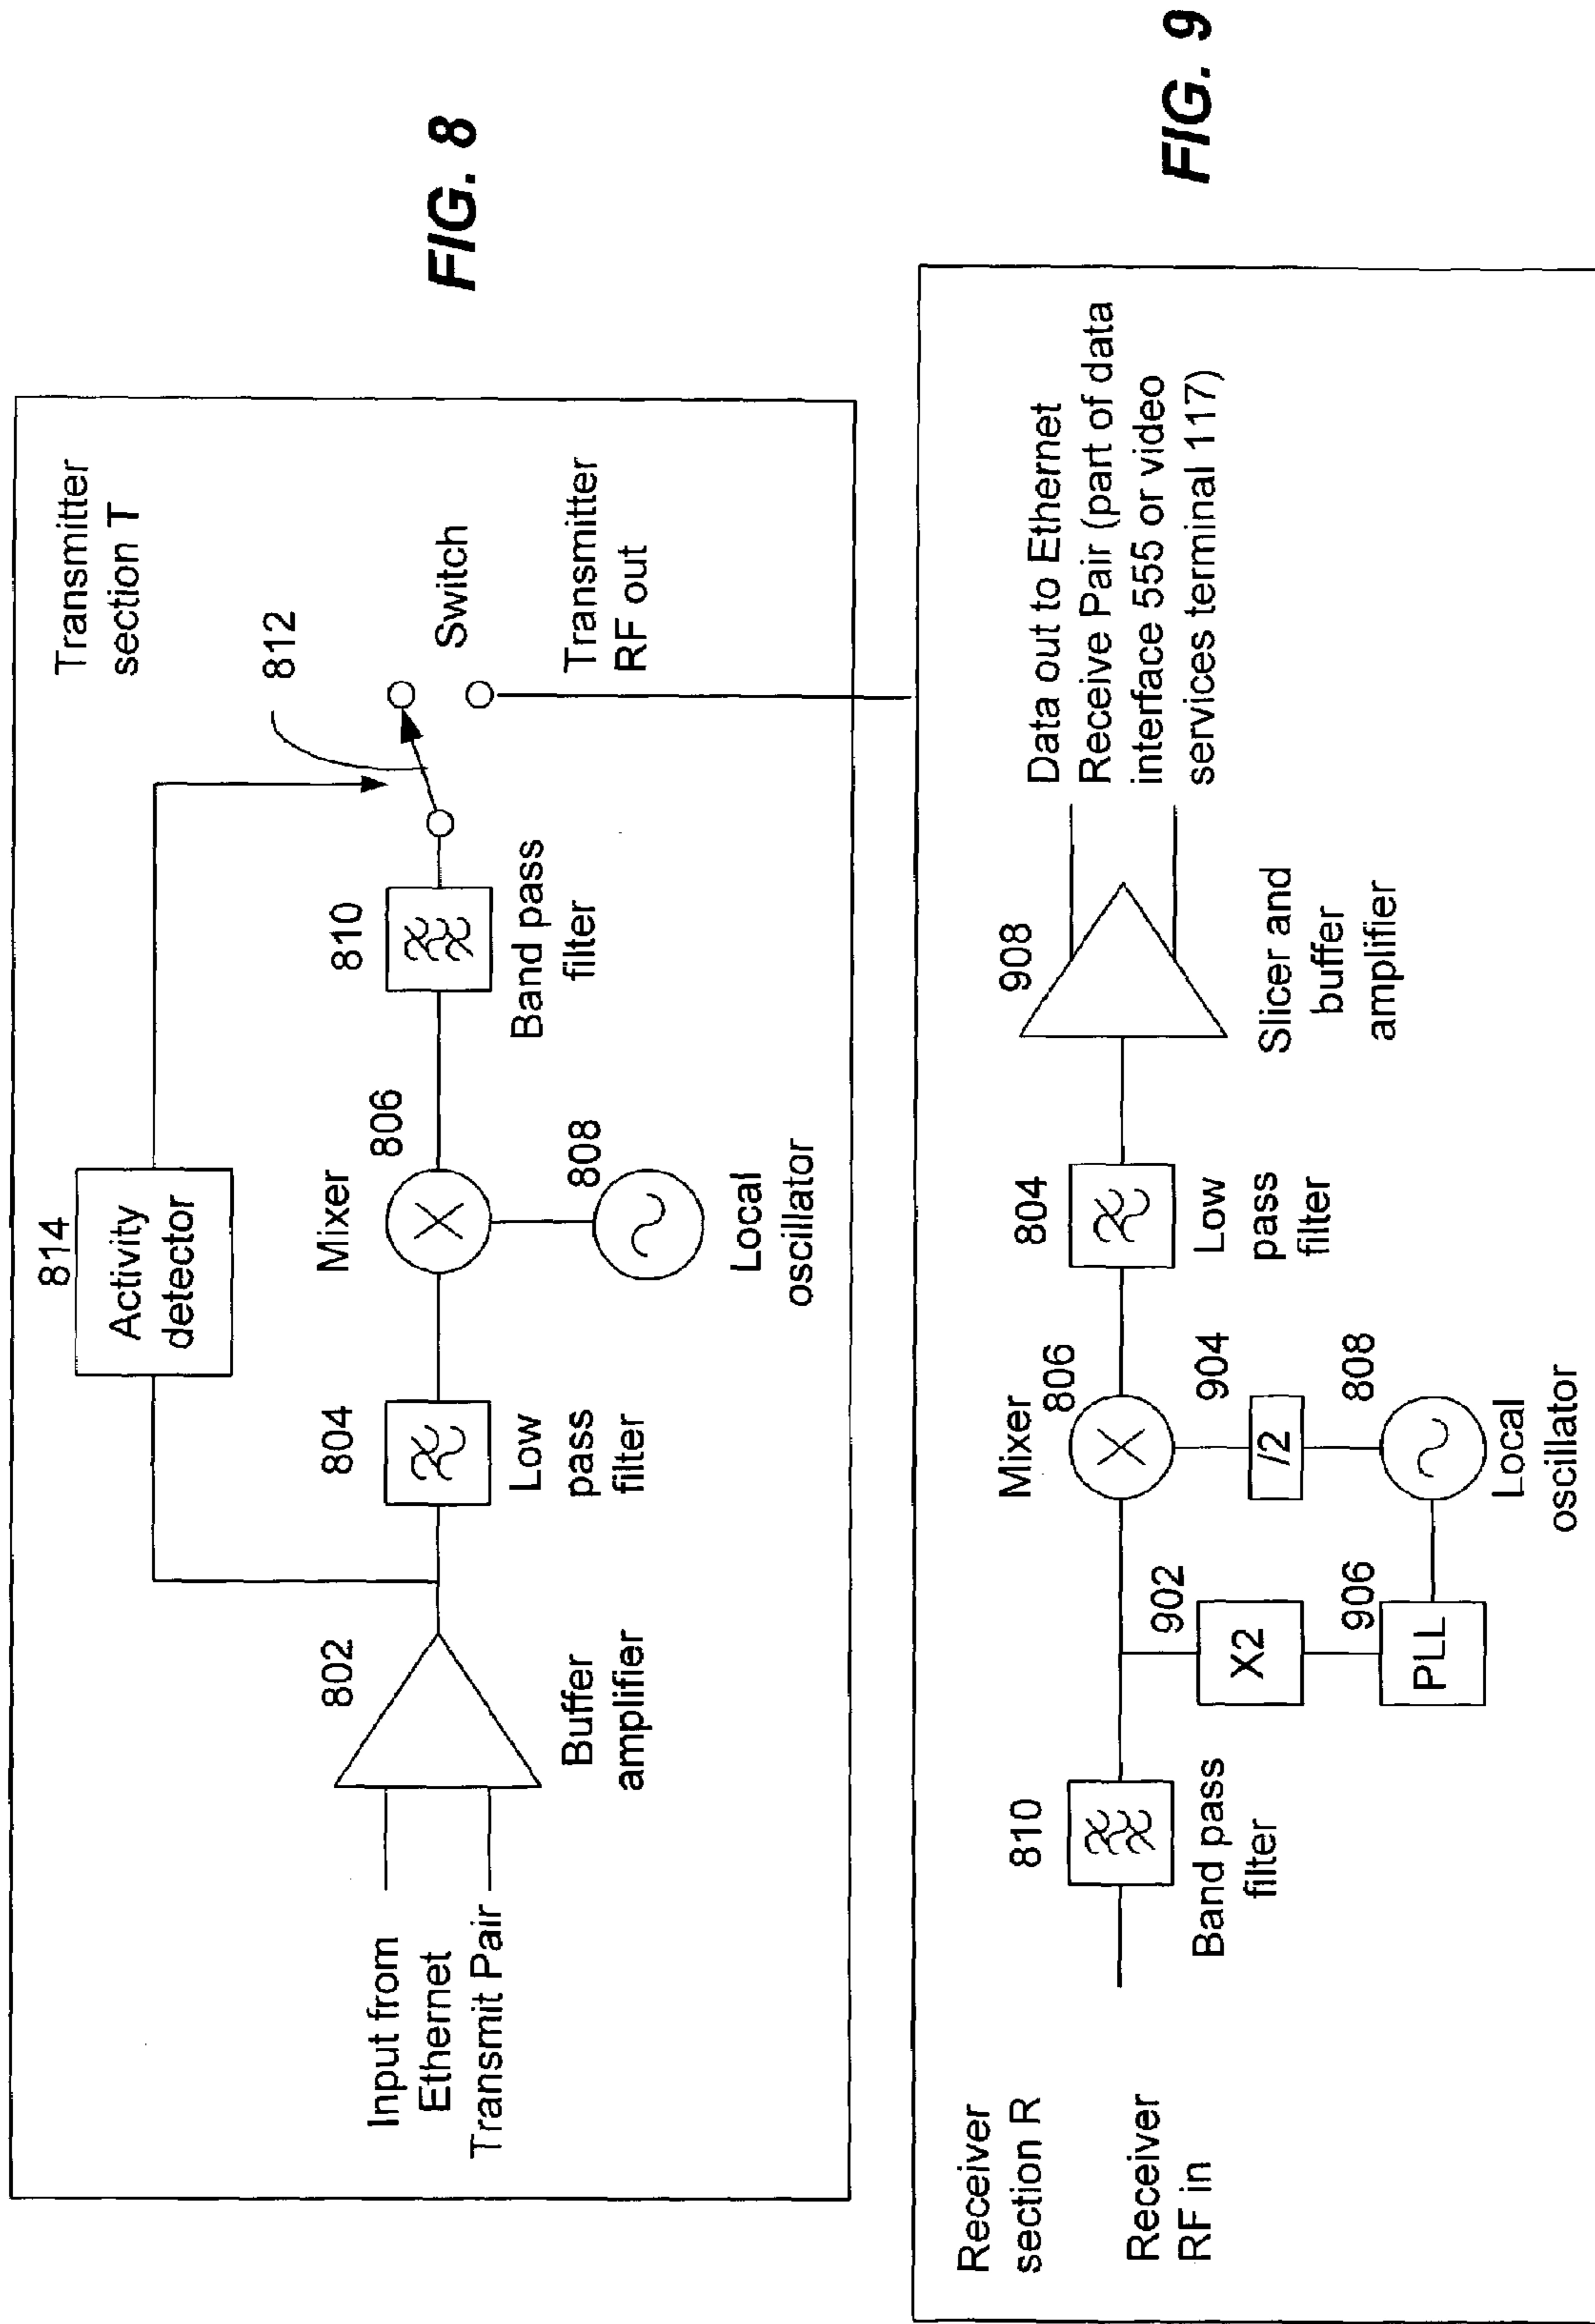 FIG. 8
Transmitter
section T
814
Activity
detector
812
Switch
Transmitter
RF out
Input from
Ethernet
Transmit Pair
802
Buffer
amplifier
804
Low
pass
filter
Mixer
806
808
Local
oscillator
810
Band pass
filter
FIG. 9
Receiver
section R
Receiver
RF in
810
Band pass
filter
902
X2
906
PLL
Mixer
806
904
/2
808
Local
oscillator
804
Low
pass
filter
908
Slicer and
buffer
amplifier
Data out to Ethernet
Receive Pair (part of data
interface 555 or video
services terminal 117)